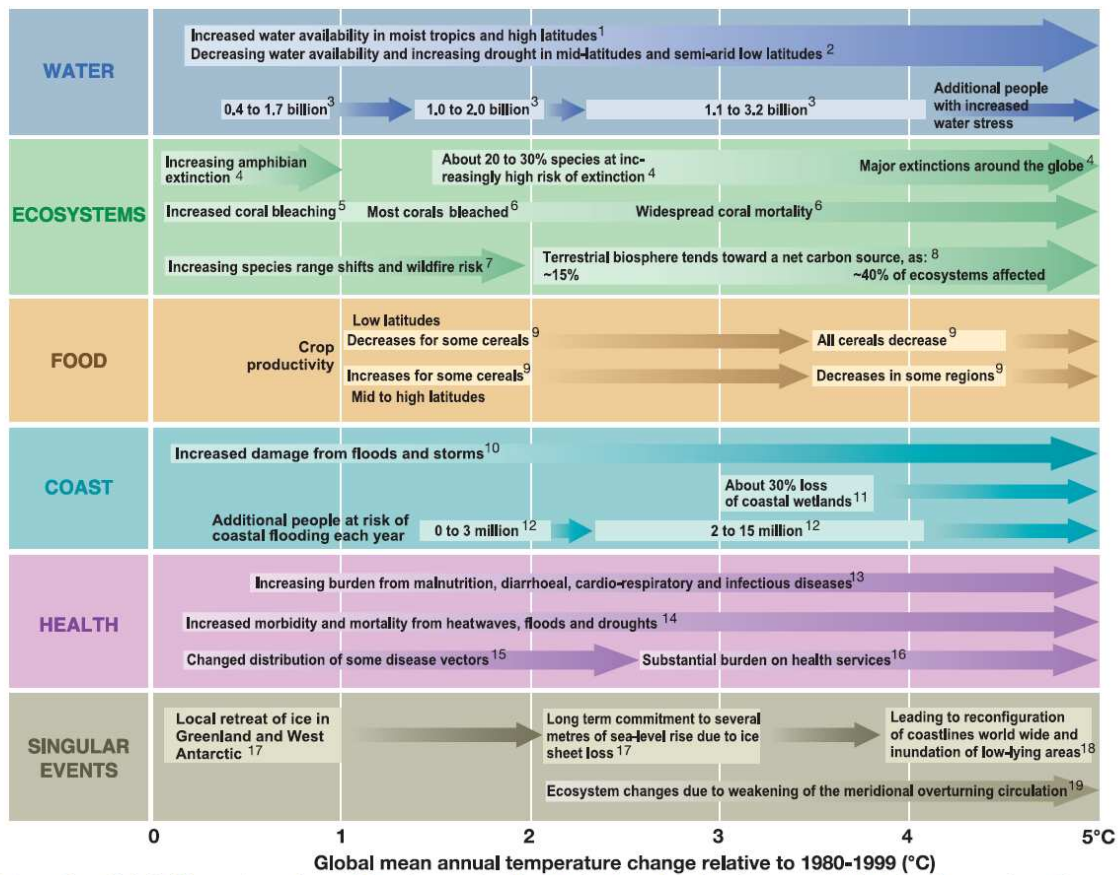 WATER
Increased water availability in moist tropics and high latitudes 1
Decreasing water availability and increasing drought in mid-latitudes and semi-arid low latitudes 2
0.4 to 1.7 billion 3
1.0 to 2.0 billion 3
1.1 to 3.2 billion 3
Additional people
with increased
water stress
ECOSYSTEMS
Increasing amphibian
extinction 4
About 20 to 30% species at inc-
reasingly high risk of extinction 4
Major extinctions around the globe 4
Increased coral bleaching 5
Most corals bleached 6
Widespread coral mortality 6
Increasing species range shifts and wildfire risk 7
Terrestrial biosphere tends toward a net carbon source, as: 8
~15%
~40% of ecosystems affected
FOOD
Crop
productivity
Low latitudes
Decreases for some cereals 9
All cereals decrease 9
Increases for some cereals 9
Mid to high latitudes
Decreases in some regions 9
COAST
Increased damage from floods and storms 10
About 30% loss
of coastal wetlands 11
Additional people at risk of
coastal flooding each year
0 to 3 million 12
2 to 15 million 12
HEALTH
Increasing burden from malnutrition, diarrhoeal, cardio-respiratory and infectious diseases 13
Increased morbidity and mortality from heatwaves, floods and droughts 14
Changed distribution of some disease vectors 15
Substantial burden on health services 16
SINGULAR
EVENTS
Local retreat of ice in
Greenland and West
Antarctic 17
Long term commitment to several
metres of sea-level rise due to ice
sheet loss 17
Leading to reconfiguration
of coastlines world wide and
inundation of low-lying areas 18
Ecosystem changes due to weakening of the meridional overturning circulation 19
0 1 2 3 4 5°C
Global mean annual temperature change relative to 1980-1999 (°C)